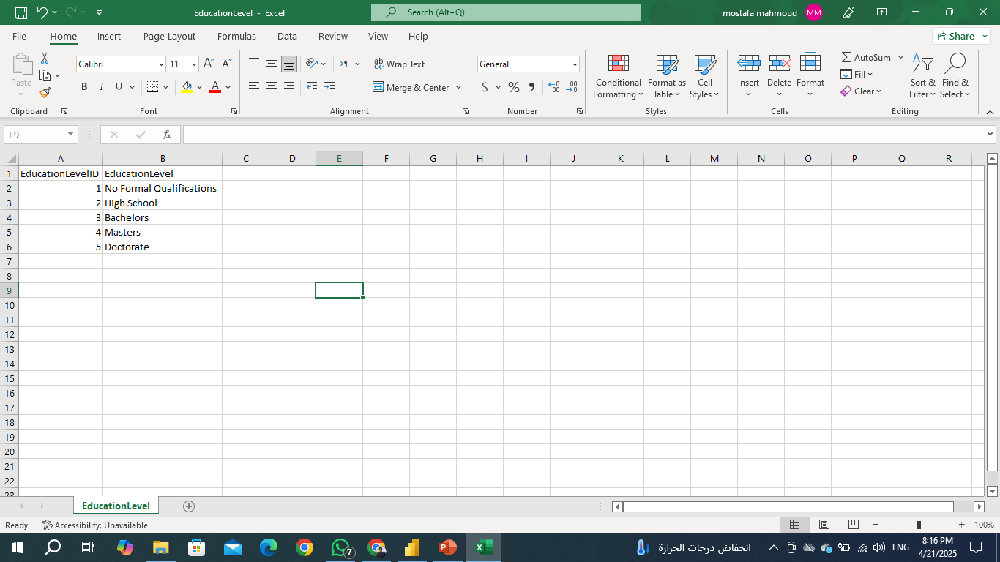 EducationLevel - Excel
Search (Alt+Q)
mostafa mahmoud
MM
File
Home
Insert
Page Layout
Formulas
Data
Review
View
Help
Share
Paste
Clipboard
Calibri
11
B I U
Font
Wrap Text
Merge & Center
Alignment
General
Number
Conditional Formatting
Format as Table
Cell Styles
Styles
Insert
Delete
Format
Cells
AutoSum
Fill
Clear
Sort & Filter
Find & Select
Editing
E9
fx
A B C D E F G H I J K L M N O P Q R
1 EducationLevelID EducationLevel
2 1 No Formal Qualifications
3 2 High School
4 3 Bachelors
5 4 Masters
6 5 Doctorate
7
8
9
10
11
12
13
14
15
16
17
18
19
20
21
22
23
EducationLevel
Ready
Accessibility: Unavailable
100%
7
انخفاض درجات الحرارة
ENG
8:16 PM
4/21/2025